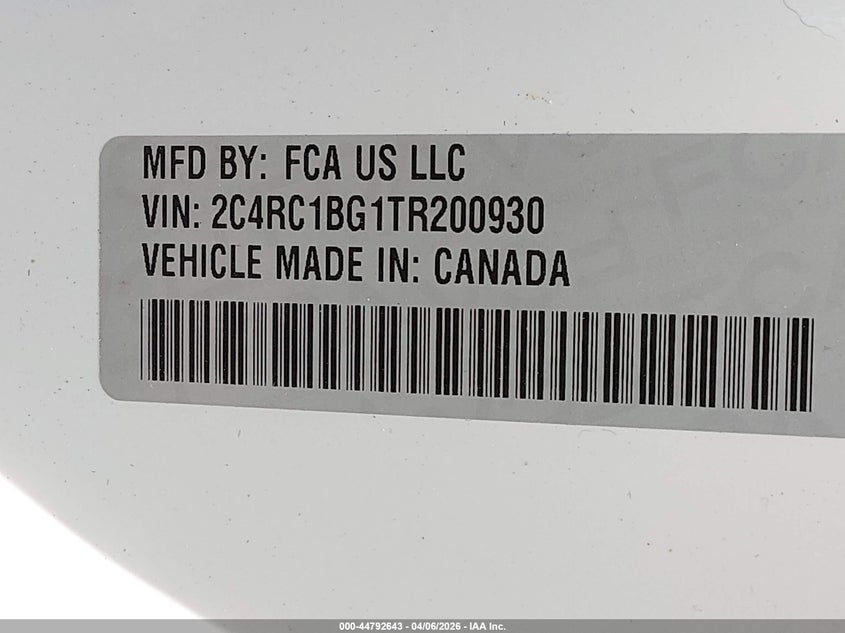 MFD BY: FCA US LLC
VIN: 2C4RC1BG1TR200930
VEHICLE MADE IN: CANADA
000-44792643 - 04/06/2026 - IAA Inc.